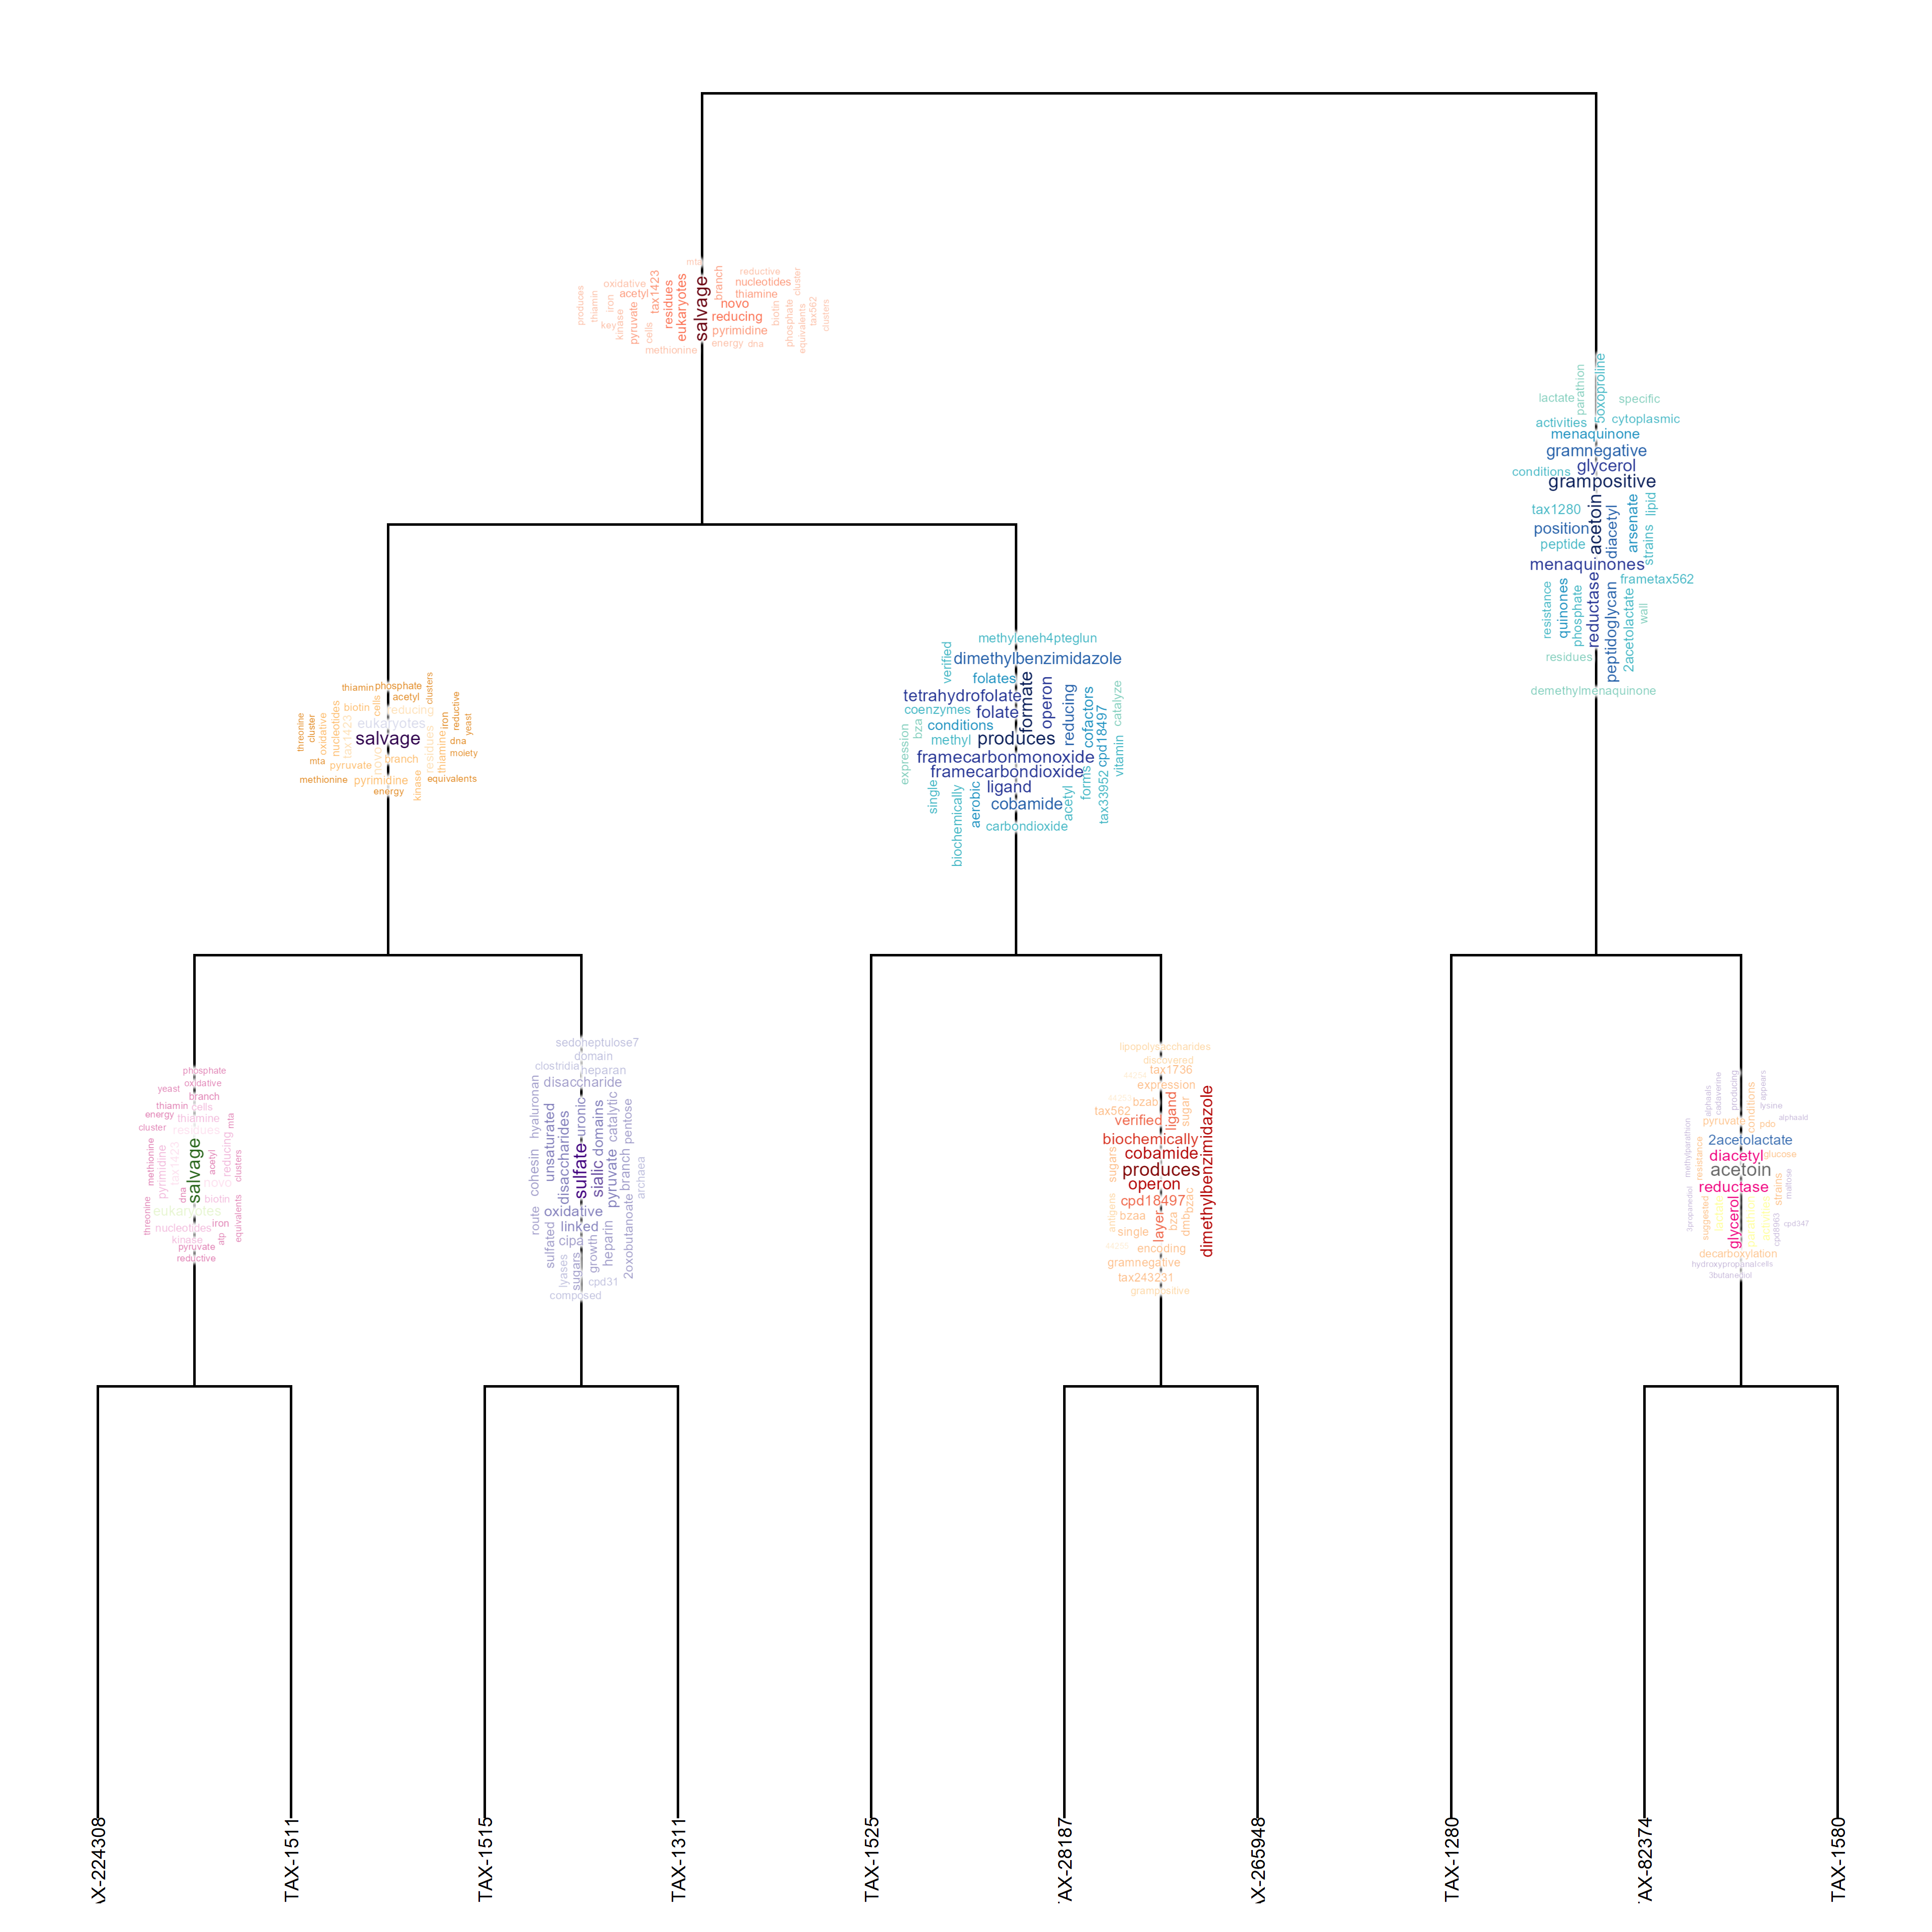 mta
reductive
cluster
branch
oxidative
tax1423
eukaryotes
salvage
nucleotides
acetyl
residues
thiamine
produces
thiamin
iron
novo
biotin
tax562
pyruvate
reducing
phosphate
equivalents
clusters
key
kinase
cells
pyrimidine
methionine
energy
dna
5oxoproline
parathion
lactate
specific
activities
cytoplasmic
menaquinone
gramnegative
glycerol
conditions
grampositive
acetoin
arsenate
lipid
tax1280
diacetyl
position
strains
peptide
menaquinones
reductase
frametax562
resistance
quinones
phosphate
peptidoglycan
2acetolactate
wall
residues
demethylmenaquinone
methyleneh4pteglun
verified
dimethylbenzimidazole
folates
formate
operon
tetrahydrofolate
reducing
cofactors
catalyze
coenzymes
folate
cpd18497
bza
conditions
expression
methyl
produces
vitamin
framecarbonmonoxide
framecarbondioxide
forms
tax33952
single
ligand
acetyl
biochemically
aerobic
cobamide
carbondioxide
thiamin
phosphate
clusters
acetyl
cells
biotin
reducing
reductive
threonine
cluster
oxidative
nucleotides
tax1423
eukaryotes
iron
yeast
salvage
residues
thiamine
dna
novo
branch
moiety
mta
pyruvate
methionine
pyrimidine
kinase
equivalents
energy
phosphate
oxidative
yeast
branch
thiamin
cells
energy
thiamine
mta
cluster
residues
methionine
pyrimidine
tax1423
salvage
acetyl
reducing
clusters
dna
novo
biotin
threonine
eukaryotes
nucleotides
iron
equivalents
kinase
atp
pyruvate
reductive
sedoheptulose7
domain
clostridia
heparan
disaccharide
hyaluronan
unsaturated
disaccharides
uronic
domains
catalytic
pentose
cohesin
sulfate
sialic
pyruvate
branch
archaea
route
oxidative
sulfated
linked
cipa
growth
heparin
2oxobutanoate
lyases
sugars
cpd31
composed
lipopolysaccharides
discovered
tax1736
44254
expression
bzab
ligand
sugar
dimethylbenzimidazole
tax562
verified
biochemically
cobamide
sugars
produces
operon
cpd18497
bzac
antigens
bzaa
layer
bza
dmb
single
encoding
gramnegative
tax243231
grampositive
alphaals
cadaverine
producing
conditions
appears
lysine
alphaald
pyruvate
pdo
methylparathion
2acetolactate
resistance
diacetyl
glucose
acetoin
reductase
strains
maltose
3propanediol
suggested
glycerol
cpd8963
cpd347
decarboxylation
hydroxypropanal
cells
3butanediol
AX-224308
TAX-1511
TAX-1515
TAX-1311
TAX-1525
TAX-28187
AX-265948
TAX-1280
TAX-82374
TAX-1580